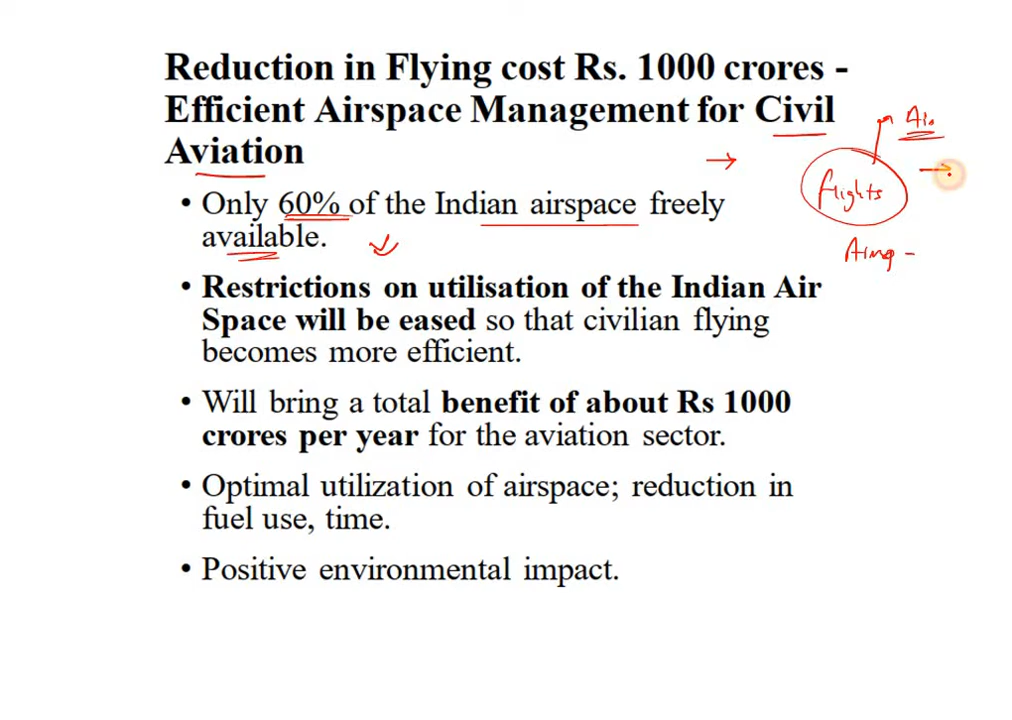 Reduction in Flying cost Rs. 1000 crores -
Efficient Airspace Management for Civil
Aviation
• Only 60% of the Indian airspace freely
available.
• Restrictions on utilisation of the Indian Air
Space will be eased so that civilian flying
becomes more efficient.
• Will bring a total benefit of about Rs 1000
crores per year for the aviation sector.
• Optimal utilization of airspace; reduction in
fuel use, time.
• Positive environmental impact.
flights